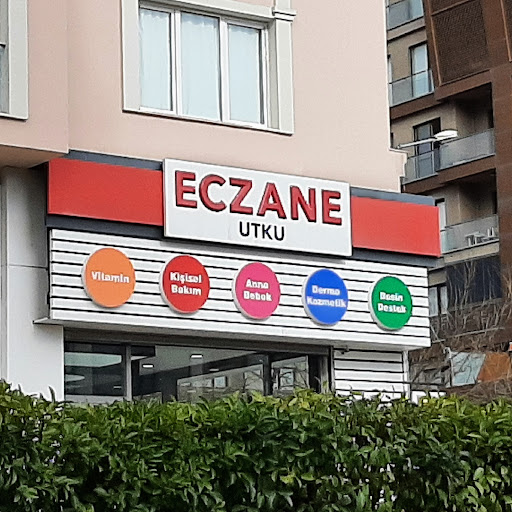 ECZANE
UTKU
Vitamin
Kişisel
Bakım
Anne
Bebek
Dermo
Kozmetik
Besin
Destek